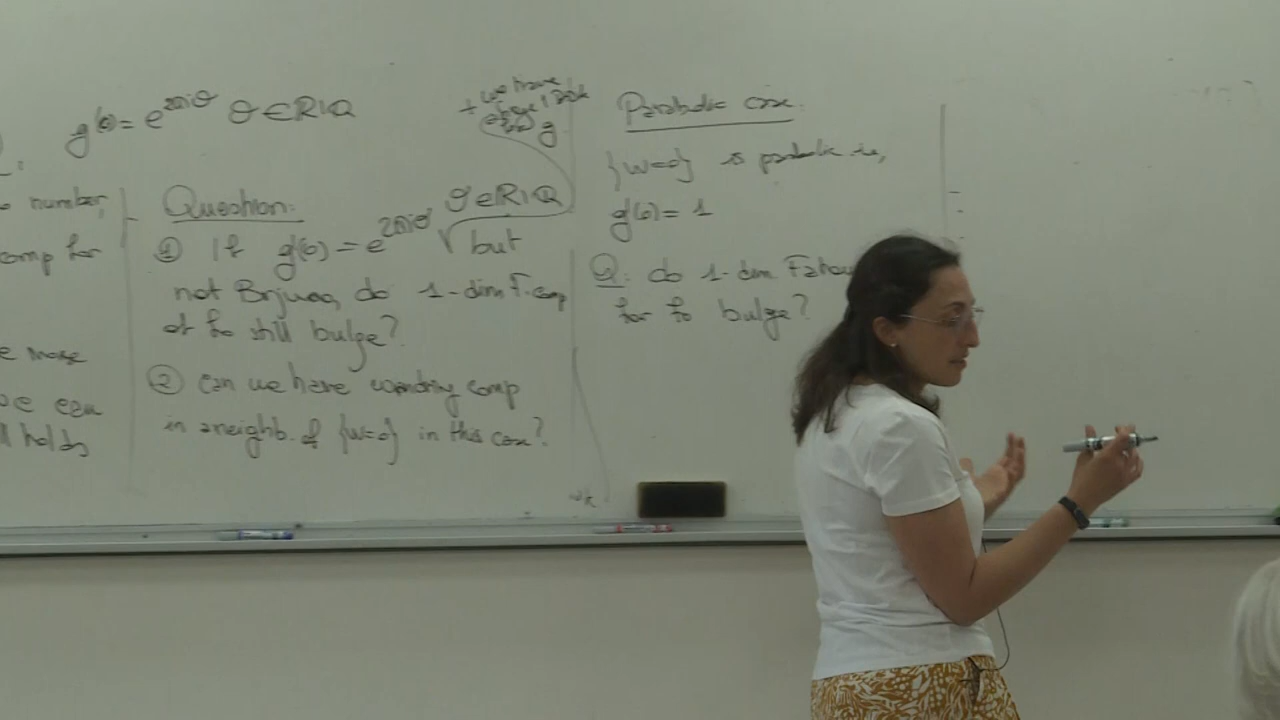 g'(0) = e^{2πiθ} θ ∈ R\Q
number,
comp for
more
holds
Question:
① If g'(0) = e^{2πiθ} θ ∈ R\Q but
not Brjuno, do 1-dim F. comp
of f₀ still bulge?
② can we have wandering comp
in a neighb. of {w=0} in this case?
+ we have
g
Parabolic case.
{w=0} is parabolic i.e.,
g'(0) = 1
Q: do 1-dim Fatou
for f₀ bulge?